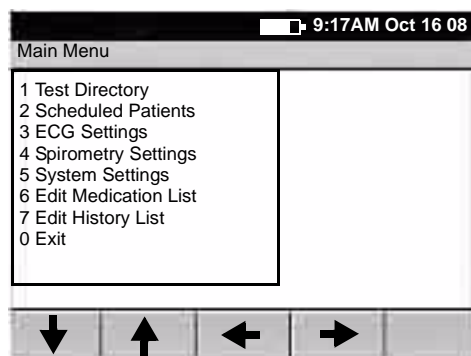 9:17AM Oct 16 08
Main Menu
1 Test Directory
2 Scheduled Patients
3 ECG Settings
4 Spirometry Settings
5 System Settings
6 Edit Medication List
7 Edit History List
0 Exit